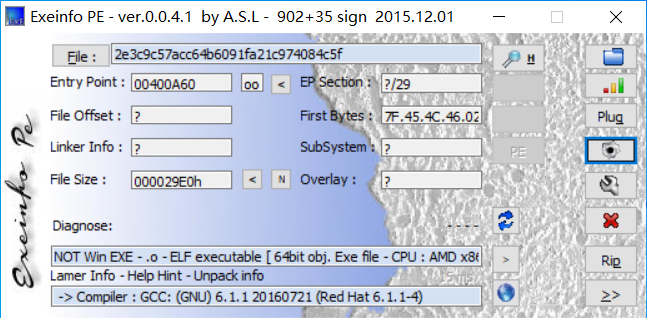 Exeinfo PE - ver.0.0.4.1 by A.S.L - 902+35 sign 2015.12.01
File : 2e3c9c57acc64b6091fa21c974084c5f H
Entry Point : 00400A60 oo < EP Section : ?/29
File Offset : ? First Bytes : 7F.45.4C.46.02 Plug
Linker Info : ? SubSystem : ? PE
File Size : 000029E0h < N Overlay : ?
Diagnose: - - - -
NOT Win EXE - .o - ELF executable [ 64bit obj. Exe file - CPU : AMD x86 > Rip
Lamer Info - Help Hint - Unpack info
-> Compiler : GCC: (GNU) 6.1.1 20160721 (Red Hat 6.1.1-4) >>
Exeinfo Pe